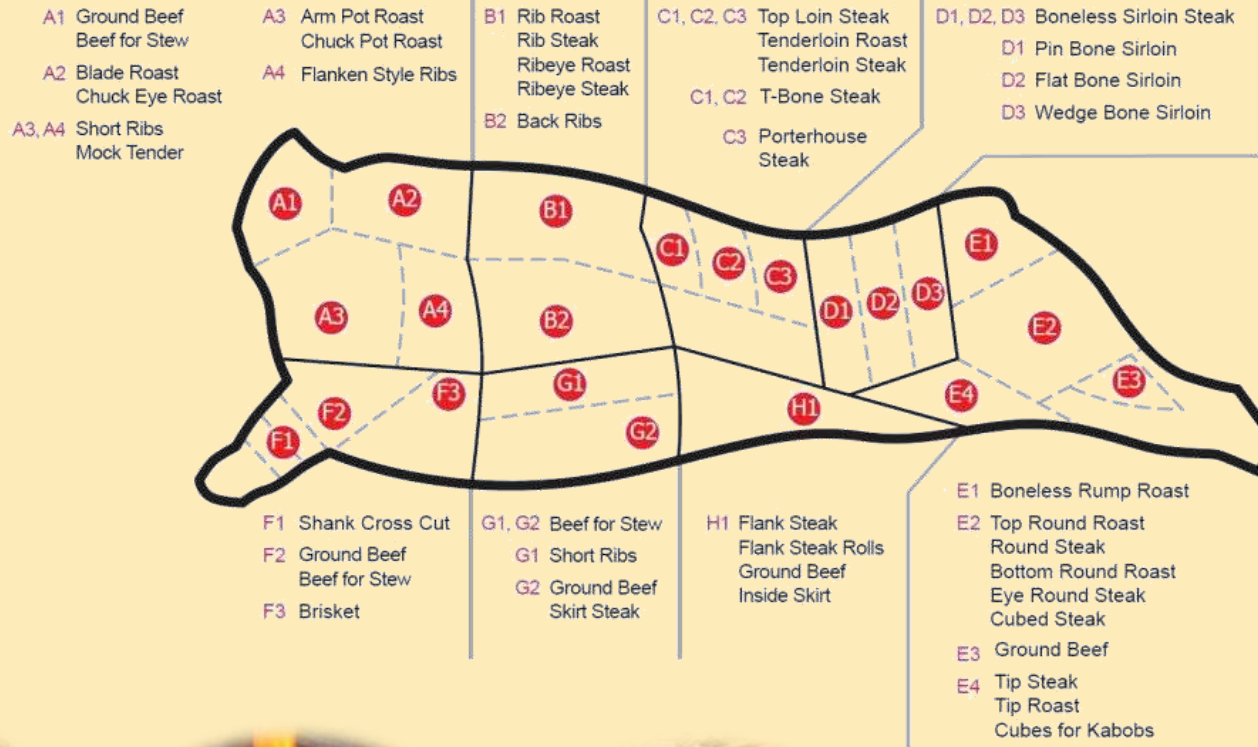 A1 Ground Beef
Beef for Stew
A2 Blade Roast
Chuck Eye Roast
A3, A4 Short Ribs
Mock Tender
A3 Arm Pot Roast
Chuck Pot Roast
A4 Flanken Style Ribs
B1 Rib Roast
Rib Steak
Ribeye Roast
Ribeye Steak
B2 Back Ribs
C1, C2, C3 Top Loin Steak
Tenderloin Roast
Tenderloin Steak
C1, C2 T-Bone Steak
C3 Porterhouse
Steak
D1, D2, D3 Boneless Sirloin Steak
D1 Pin Bone Sirloin
D2 Flat Bone Sirloin
D3 Wedge Bone Sirloin
A1
A2
B1
C1
C2
C3
E1
A3
A4
B2
D1
D2
D3
E2
F1
F2
F3
G1
G2
H1
E4
E3
F1 Shank Cross Cut
F2 Ground Beef
Beef for Stew
F3 Brisket
G1, G2 Beef for Stew
G1 Short Ribs
G2 Ground Beef
Skirt Steak
H1 Flank Steak
Flank Steak Rolls
Ground Beef
Inside Skirt
E1 Boneless Rump Roast
E2 Top Round Roast
Round Steak
Bottom Round Roast
Eye Round Steak
Cubed Steak
E3 Ground Beef
E4 Tip Steak
Tip Roast
Cubes for Kabobs